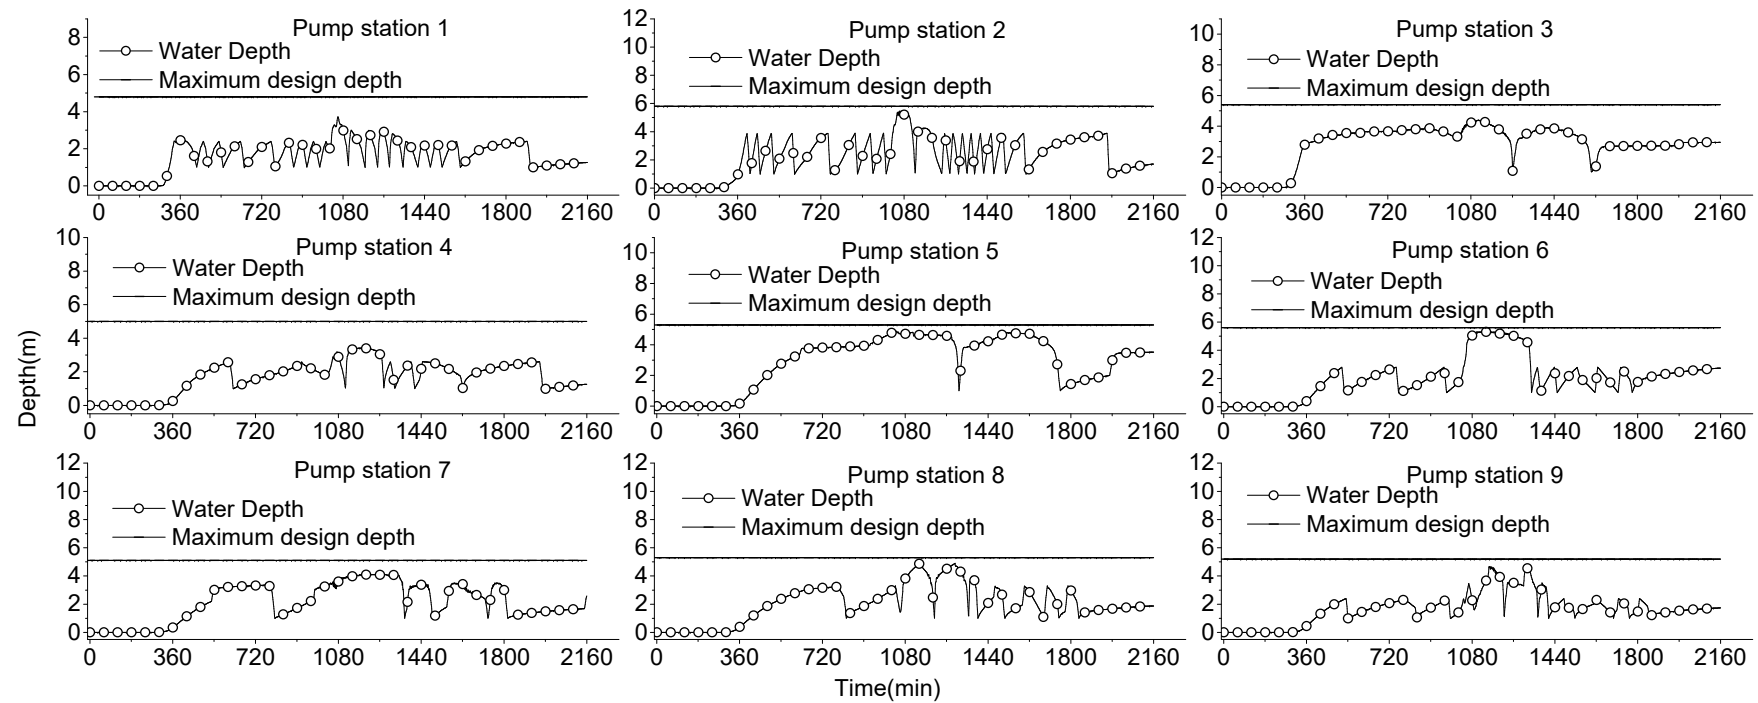 Pump station 1
Water Depth
Maximum design depth
8
6
4
2
0
0 360 720 1080 1440 1800 2160
Pump station 2
Water Depth
Maximum design depth
12
10
8
6
4
2
0
0 360 720 1080 1440 1800 2160
Pump station 3
Water Depth
Maximum design depth
10
8
6
4
2
0
0 360 720 1080 1440 1800 2160
Pump station 4
Water Depth
Maximum design depth
10
8
6
4
2
0
0 360 720 1080 1440 1800 2160
Pump station 5
Water Depth
Maximum design depth
10
8
6
4
2
0
0 360 720 1080 1440 1800 2160
Pump station 6
Water Depth
Maximum design depth
12
10
8
6
4
2
0
0 360 720 1080 1440 1800 2160
Depth(m)
Pump station 7
Water Depth
Maximum design depth
12
10
8
6
4
2
0
0 360 720 1080 1440 1800 2160
Pump station 8
Water Depth
Maximum design depth
12
10
8
6
4
2
0
0 360 720 1080 1440 1800 2160
Pump station 9
Water Depth
Maximum design depth
12
10
8
6
4
2
0
0 360 720 1080 1440 1800 2160
Time(min)